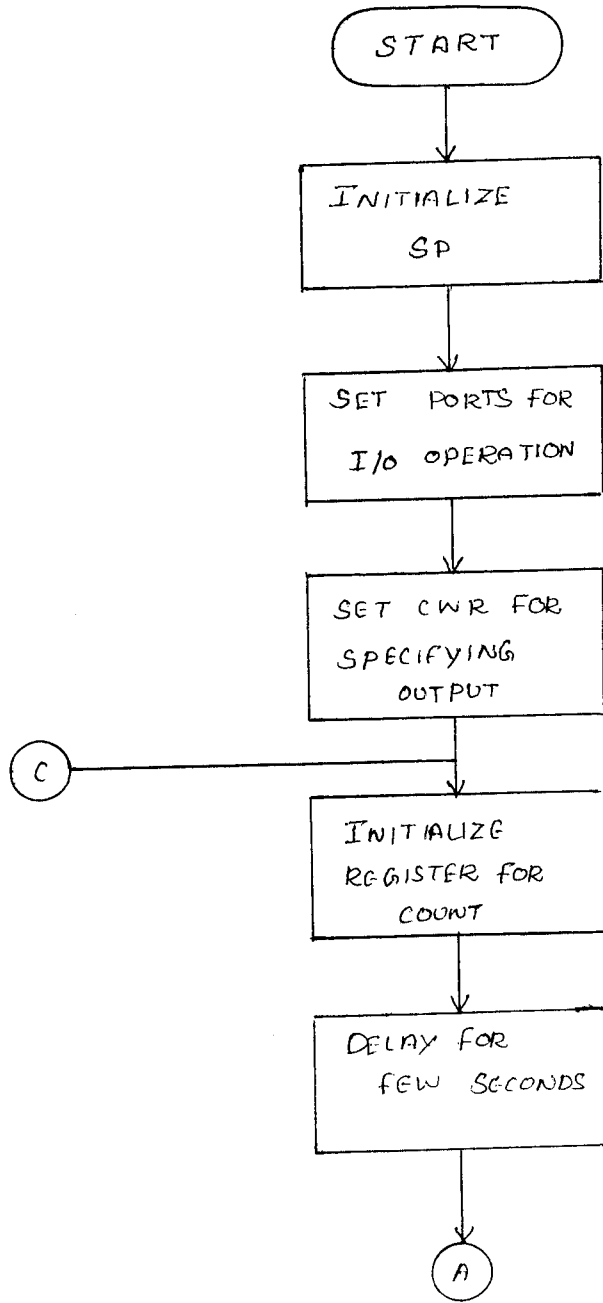 START
INITIALIZE
SP
SET PORTS FOR
I/O OPERATION
SET CWR FOR
SPECIFYING
OUTPUT
C
INITIALIZE
REGISTER FOR
COUNT
DELAY FOR
FEW SECONDS
A